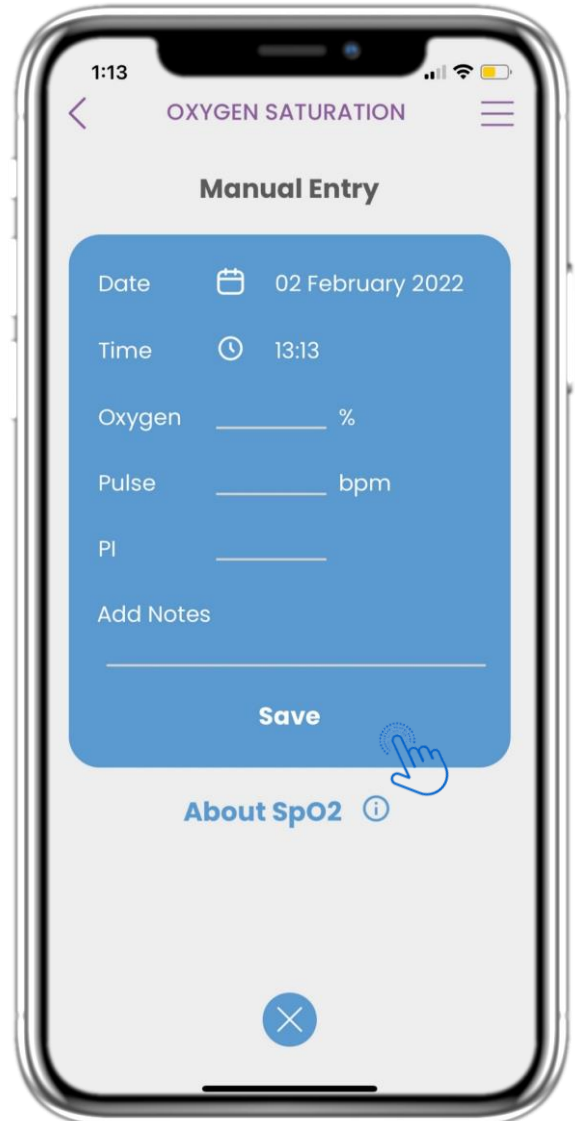 1:13
OXYGEN SATURATION
Manual Entry
Date 02 February 2022
Time 13:13
Oxygen %
Pulse bpm
PI
Add Notes
Save
About SpO2